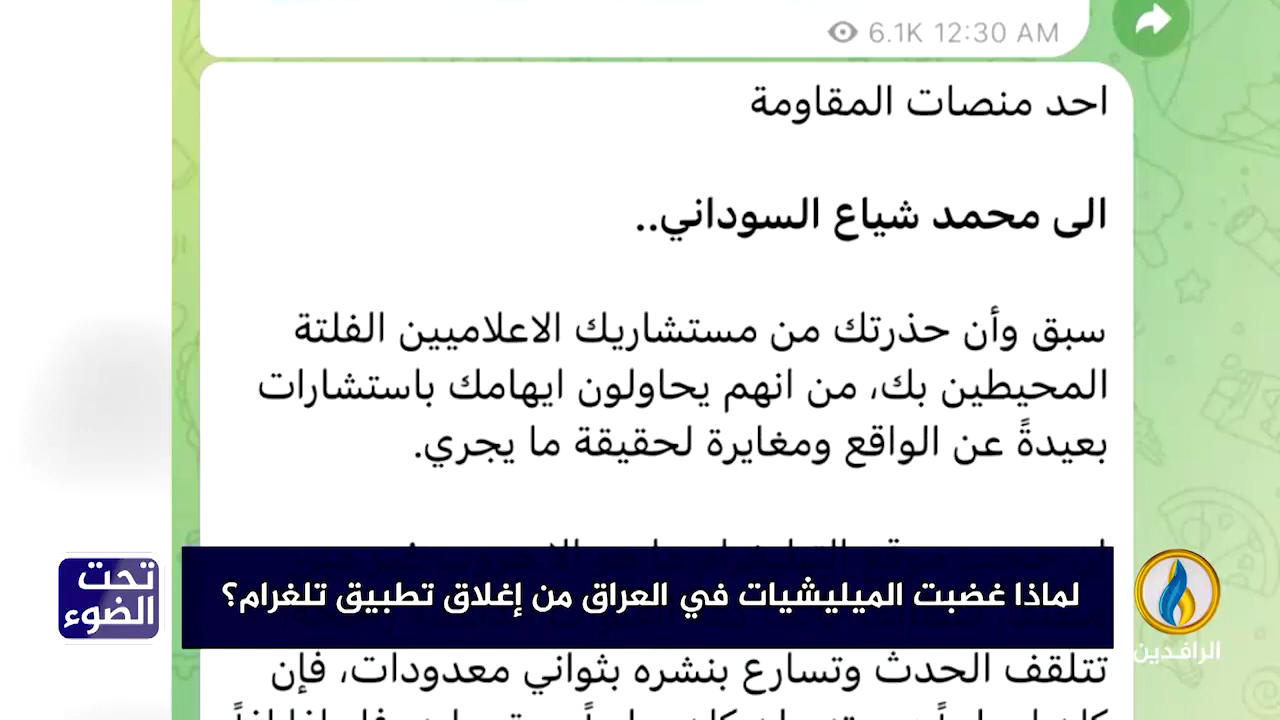 6.1K 12:30 AM
احد منصات المقاومة
الى محمد شياع السوداني..
سبق وأن حذرتك من مستشاريك الاعلاميين الفلتة
المحيطين بك، من انهم يحاولون ايهامك باستشارات
بعيدةً عن الواقع ومغايرة لحقيقة ما يجري.
لماذا غضبت الميليشيات في العراق من إغلاق تطبيق تلغرام؟
تحت
الضوء
الرافدين
تتلقف الحدث وتسارع بنشره بثواني معدودات، فإن